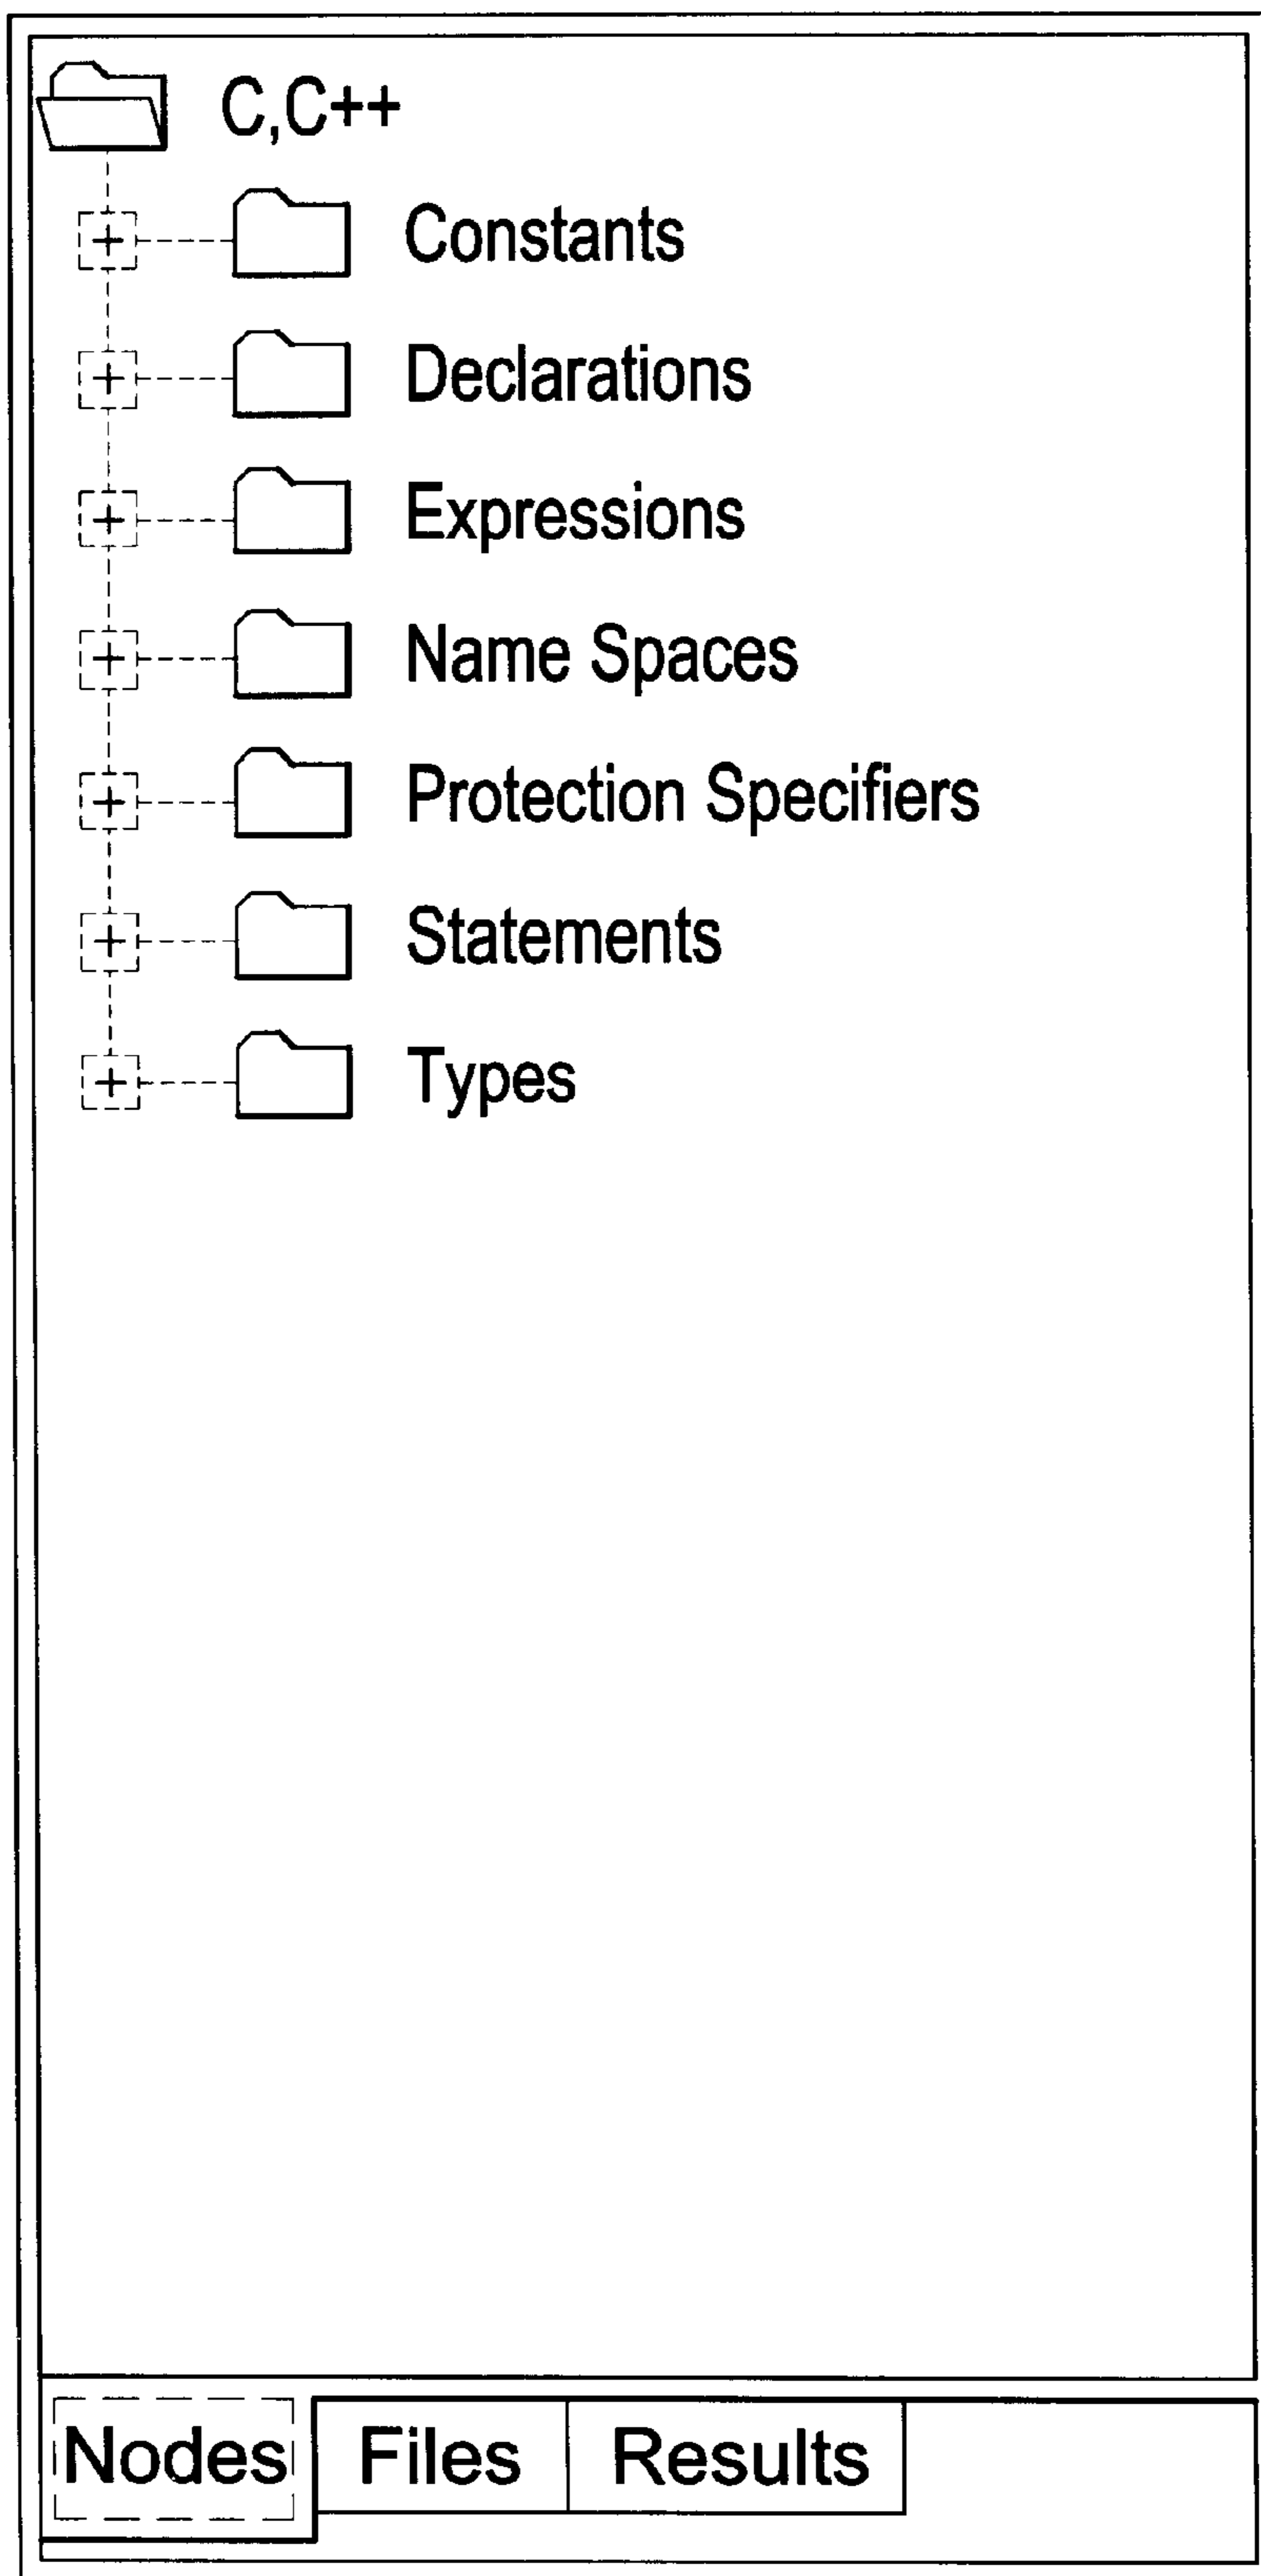 C,C++
Constants
Declarations
Expressions
Name Spaces
Protection Specifiers
Statements
Types
Nodes Files Results